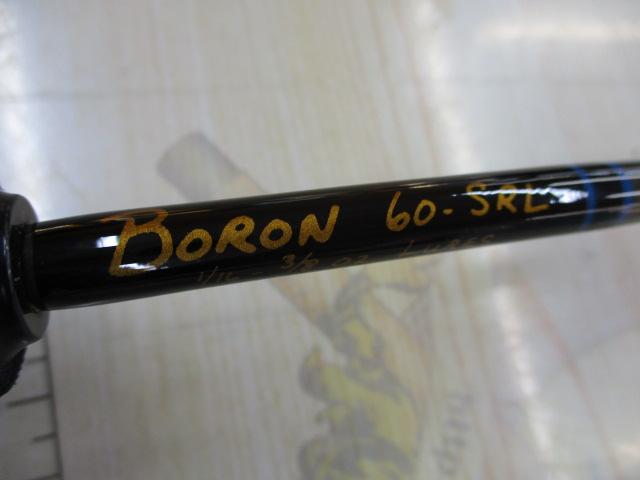 BORON 60-SRL
1/16 - 3/8 oz LURES